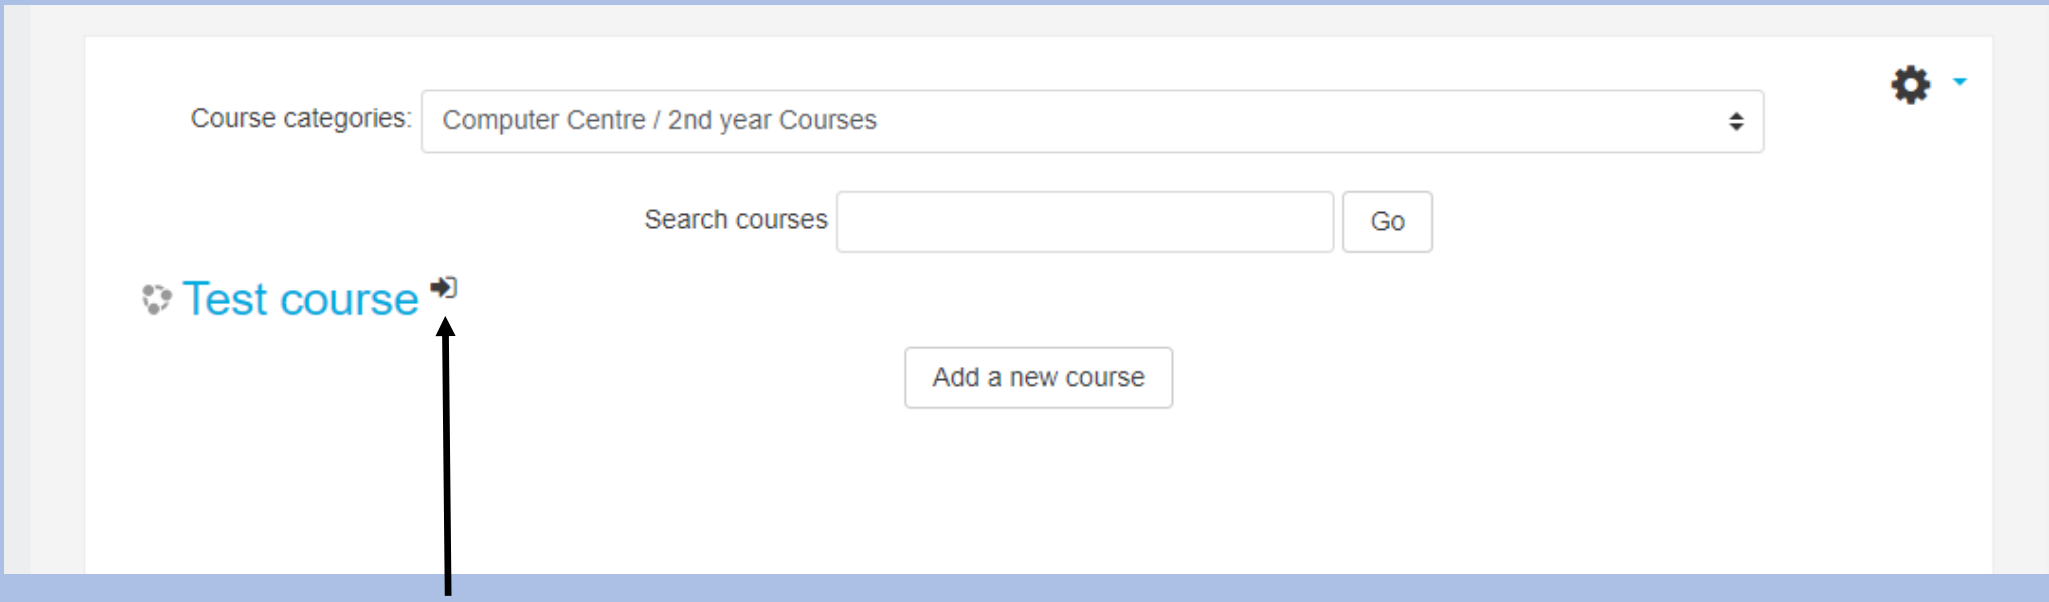 Course categories: Computer Centre / 2nd year Courses
Search courses Go
Test course
Add a new course